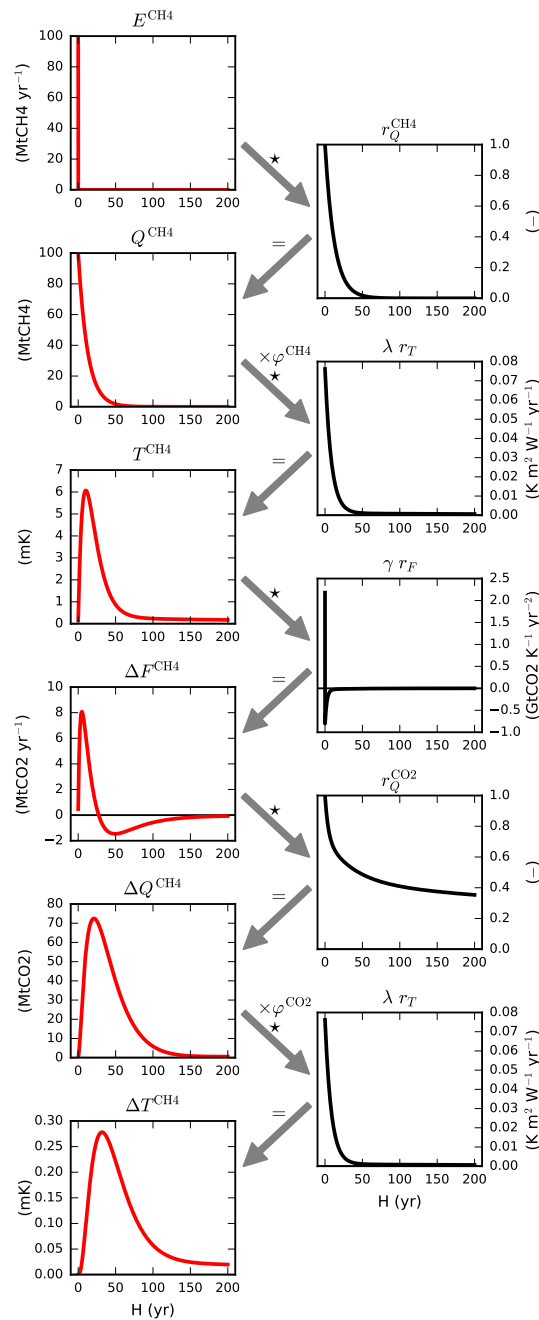 E^CH4
100
80
60
40
20
0
(MtCH4 yr⁻¹)
0 50 100 150 200
★
r_Q^CH4
1.0
0.8
0.6
0.4
0.2
0.0
(−)
0 50 100 150 200
=
Q^CH4
100
80
60
40
20
0
(MtCH4)
0 50 100 150 200
×φ^CH4
★
λ r_T
0.08
0.07
0.06
0.05
0.04
0.03
0.02
0.01
0.00
(K m² W⁻¹ yr⁻¹)
0 50 100 150 200
=
T^CH4
7
6
5
4
3
2
1
0
(mK)
0 50 100 150 200
★
γ r_F
2.5
2.0
1.5
1.0
0.5
0.0
−0.5
−1.0
(GtCO2 K⁻¹ yr⁻²)
0 50 100 150 200
=
ΔF^CH4
10
8
6
4
2
0
−2
(MtCO2 yr⁻¹)
0 50 100 150 200
★
r_Q^CO2
1.0
0.8
0.6
0.4
0.2
0.0
(−)
0 50 100 150 200
=
ΔQ^CH4
80
70
60
50
40
30
20
10
0
(MtCO2)
0 50 100 150 200
×φ^CO2
★
λ r_T
0.08
0.07
0.06
0.05
0.04
0.03
0.02
0.01
0.00
(K m² W⁻¹ yr⁻¹)
0 50 100 150 200
H (yr)
=
ΔT^CH4
0.30
0.25
0.20
0.15
0.10
0.05
0.00
(mK)
0 50 100 150 200
H (yr)